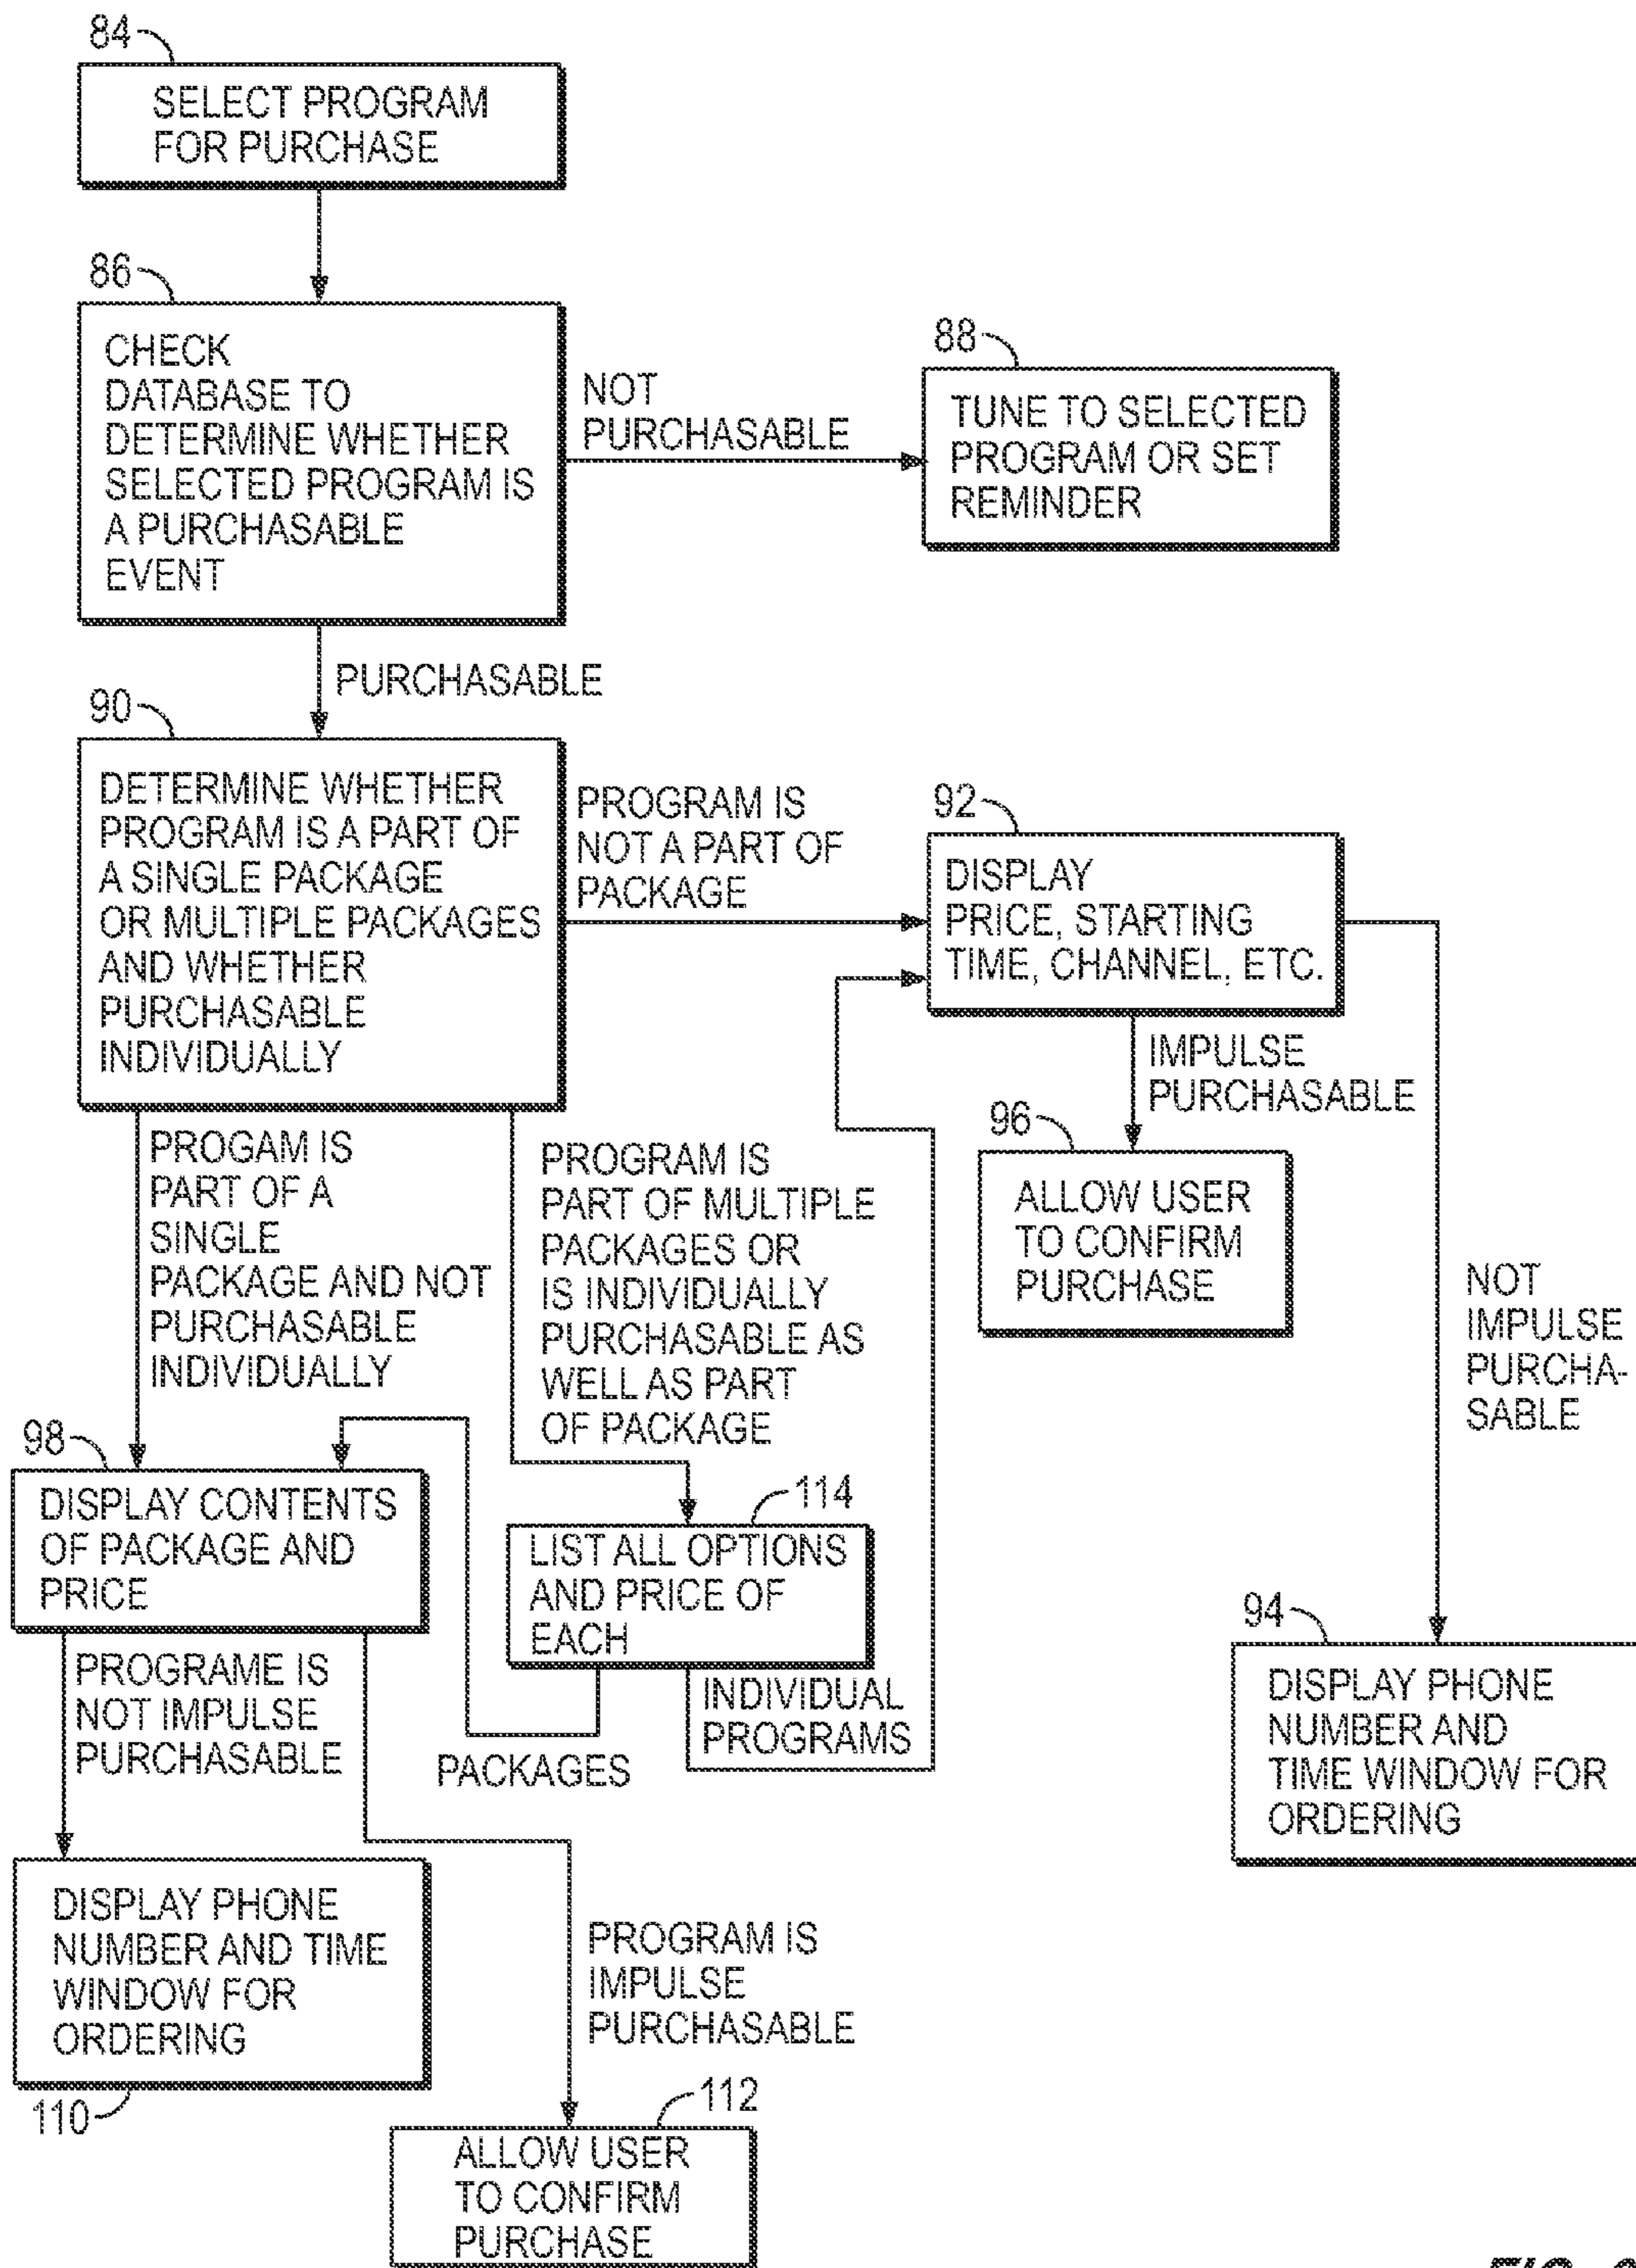 84
SELECT PROGRAM
FOR PURCHASE
86
CHECK
DATABASE TO
DETERMINE WHETHER
SELECTED PROGRAM IS
A PURCHASABLE
EVENT
NOT
PURCHASABLE
88
TUNE TO SELECTED
PROGRAM OR SET
REMINDER
PURCHASABLE
90
DETERMINE WHETHER
PROGRAM IS A PART OF
A SINGLE PACKAGE
OR MULTIPLE PACKAGES
AND WHETHER
PURCHASABLE
INDIVIDUALLY
PROGRAM IS
NOT A PART OF
PACKAGE
92
DISPLAY
PRICE, STARTING
TIME, CHANNEL, ETC.
IMPULSE
PURCHASABLE
96
ALLOW USER
TO CONFIRM
PURCHASE
NOT
IMPULSE
PURCHA-
SABLE
94
DISPLAY PHONE
NUMBER AND
TIME WINDOW FOR
ORDERING
PROGAM IS
PART OF A
SINGLE
PACKAGE AND NOT
PURCHASABLE
INDIVIDUALLY
PROGRAM IS
PART OF MULTIPLE
PACKAGES OR
IS INDIVIDUALLY
PURCHASABLE AS
WELL AS PART
OF PACKAGE
98
DISPLAY CONTENTS
OF PACKAGE AND
PRICE
114
LIST ALL OPTIONS
AND PRICE OF
EACH
INDIVIDUAL
PROGRAMS
PACKAGES
PROGRAME IS
NOT IMPULSE
PURCHASABLE
DISPLAY PHONE
NUMBER AND TIME
WINDOW FOR
ORDERING
110
PROGRAM IS
IMPULSE
PURCHASABLE
112
ALLOW USER
TO CONFIRM
PURCHASE
FIG.